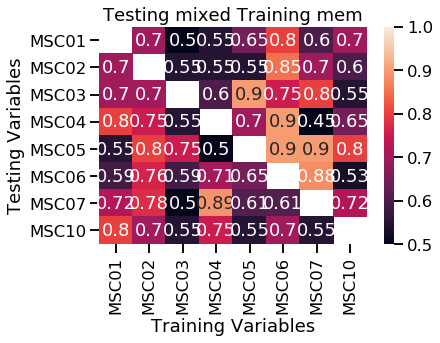 Testing mixed Training mem
MSC01 0.7 0.5 0.55 0.65 0.8 0.6 0.7
MSC02 0.7 0.55 0.55 0.55 0.85 0.7 0.6
MSC03 0.7 0.7 0.6 0.9 0.75 0.8 0.55
MSC04 0.8 0.75 0.55 0.7 0.9 0.45 0.65
MSC05 0.55 0.8 0.75 0.5 0.9 0.9 0.8
MSC06 0.59 0.76 0.59 0.71 0.65 0.88 0.53
MSC07 0.72 0.78 0.5 0.89 0.61 0.61 0.72
MSC10 0.8 0.7 0.55 0.75 0.55 0.7 0.55
Testing Variables
MSC01 MSC02 MSC03 MSC04 MSC05 MSC06 MSC07 MSC10
Training Variables
1.0
0.9
0.8
0.7
0.6
0.5